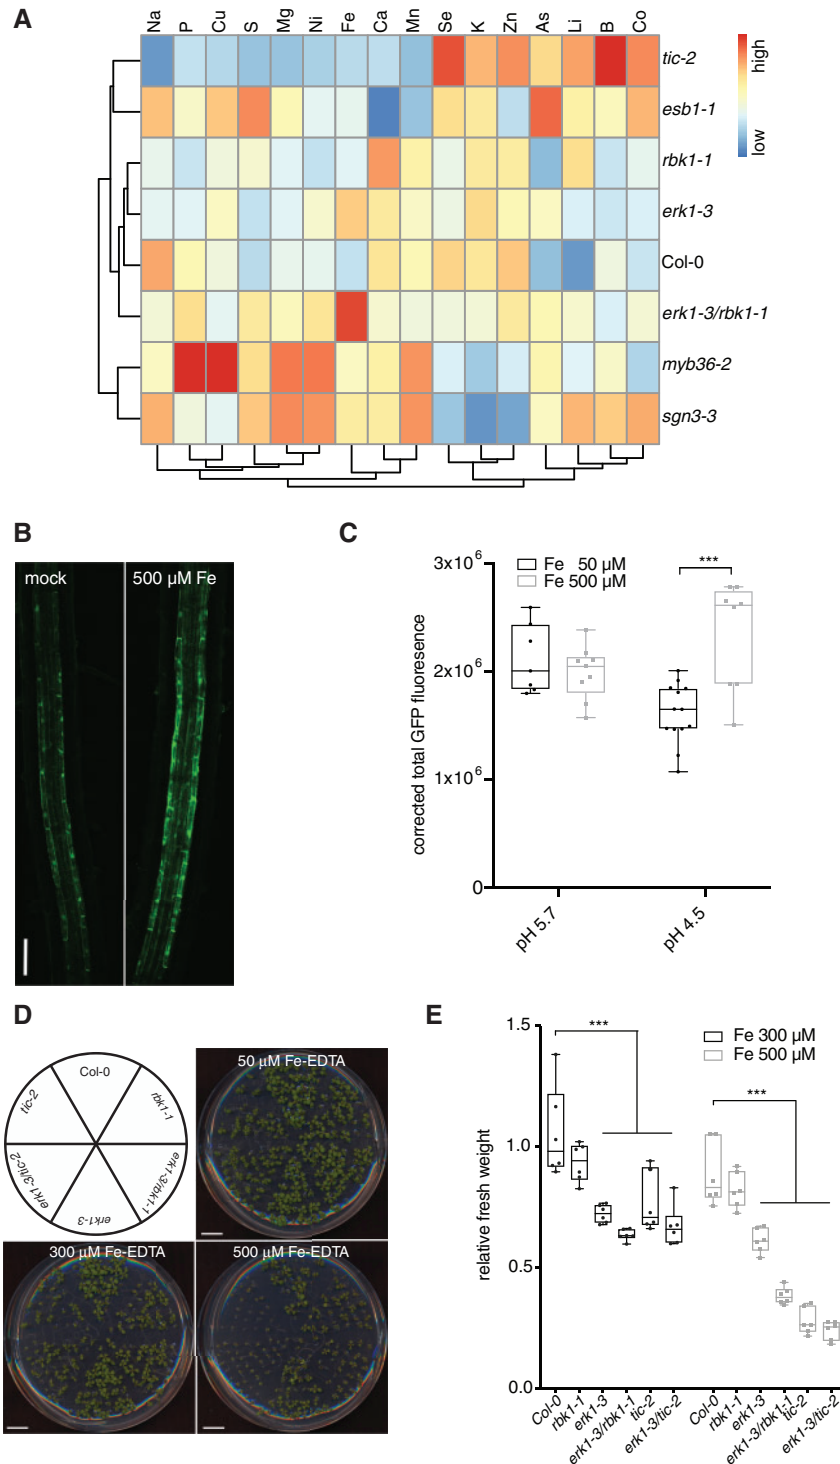 A
Na P Cu S Mg Ni Fe Ca Mn Se K Zn As Li B Co
tic-2
esb1-1
rbk1-1
erk1-3
Col-0
erk1-3/rbk1-1
myb36-2
sgn3-3
high
low
B
mock
500 µM Fe
C
corrected total GFP fluoresence
3x10⁶
2x10⁶
1x10⁶
0
Fe 50 µM
Fe 500 µM
***
pH 5.7
pH 4.5
D
Col-0
rbk1-1
erk1-3/rbk1-1
erk1-3
erk1-3/tic-2
tic-2
50 µM Fe-EDTA
300 µM Fe-EDTA
500 µM Fe-EDTA
E
relative fresh weight
1.5
1.0
0.5
0.0
***
Fe 300 µM
Fe 500 µM
***
Col-0
rbk1-1
erk1-3
erk1-3/rbk1-1
tic-2
erk1-3/tic-2
Col-0
rbk1-1
erk1-3
erk1-3/rbk1-1
tic-2
erk1-3/tic-2